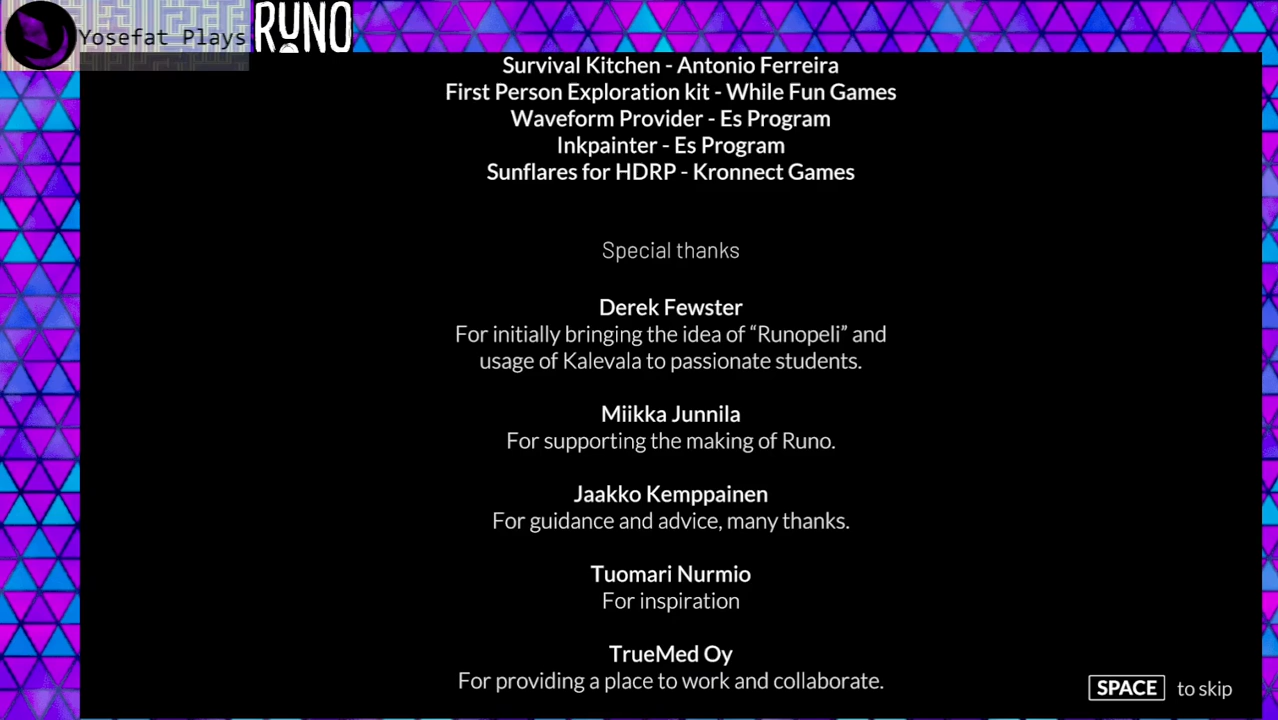 Yosefat Plays
RUNO
Survival Kitchen - Antonio Ferreira
First Person Exploration kit - While Fun Games
Waveform Provider - Es Program
Inkpainter - Es Program
Sunflares for HDRP - Kronnect Games
Special thanks
Derek Fewster
For initially bringing the idea of “Runopeli” and
usage of Kalevala to passionate students.
Miikka Junnila
For supporting the making of Runo.
Jaakko Kemppainen
For guidance and advice, many thanks.
Tuomari Nurmio
For inspiration
TrueMed Oy
For providing a place to work and collaborate.
SPACE to skip